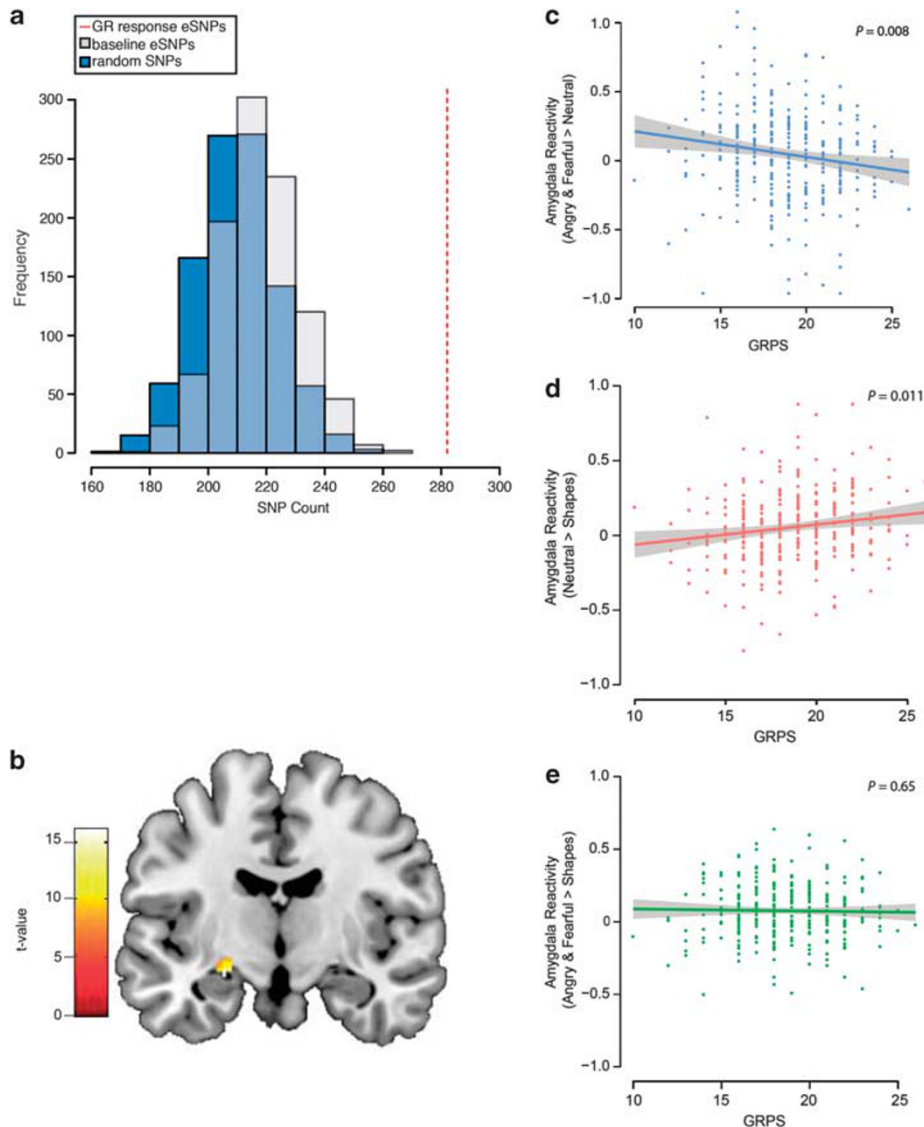 a
GR response eSNPs
baseline eSNPs
random SNPs
300
250
200
150
100
50
0
Frequency
160 180 200 220 240 260 280 300
SNP Count
b
15
10
5
0
t-value
c
P = 0.008
1.0
0.5
0
−0.5
−1.0
Amygdala Reactivity
(Angry & Fearful > Neutral)
10 15 20 25
GRPS
d
P = 0.011
1.0
0.5
0
−0.5
−1.0
Amygdala Reactivity
(Neutral > Shapes)
10 15 20 25
GRPS
e
P = 0.65
1.0
0.5
0
−0.5
−1.0
Amygdala Reactivity
(Angry & Fearful > Shapes)
10 15 20 25
GRPS